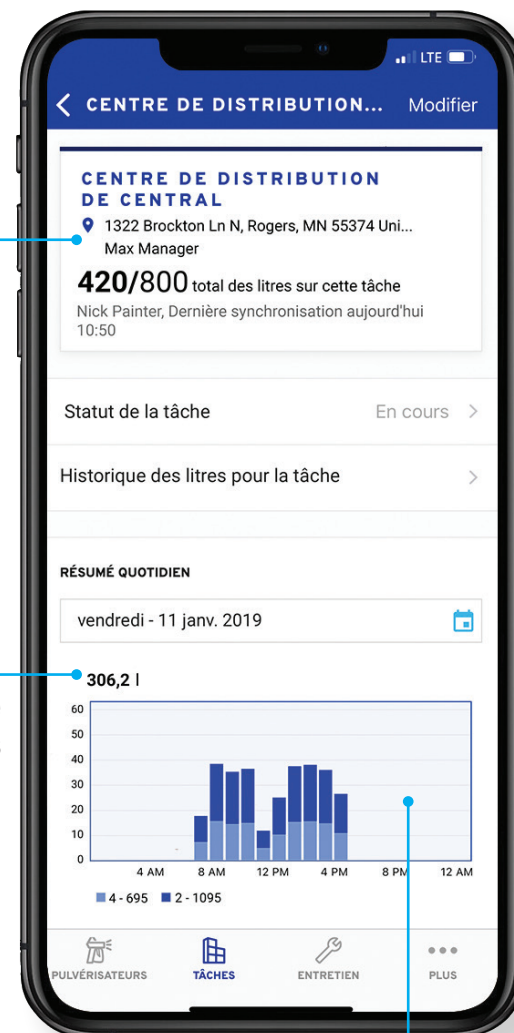 LTE
CENTRE DE DISTRIBUTION... Modifier
CENTRE DE DISTRIBUTION
DE CENTRAL
1322 Brockton Ln N, Rogers, MN 55374 Uni...
Max Manager
420/800 total des litres sur cette tâche
Nick Painter, Dernière synchronisation aujourd'hui
10:50
Statut de la tâche En cours
Historique des litres pour la tâche
RÉSUMÉ QUOTIDIEN
vendredi - 11 janv. 2019
306,2 l
60
50
40
30
20
10
0
4 AM 8 AM 12 PM 4 PM 8 PM 12 AM
4 - 695 2 - 1095
PULVÉRISATEURS TÂCHES ENTRETIEN PLUS